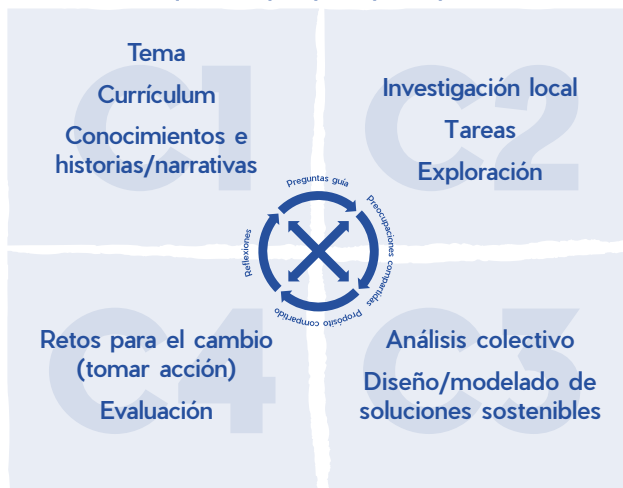 C1
Tema
Currículum
Conocimientos e
historias/narrativas
C2
Investigación local
Tareas
Exploración
Preguntas guía
Preocupaciones compartidas
Propósito compartido
Reflexiones
C4
Retos para el cambio
(tomar acción)
Evaluación
C3
Análisis colectivo
Diseño/modelado de
soluciones sostenibles